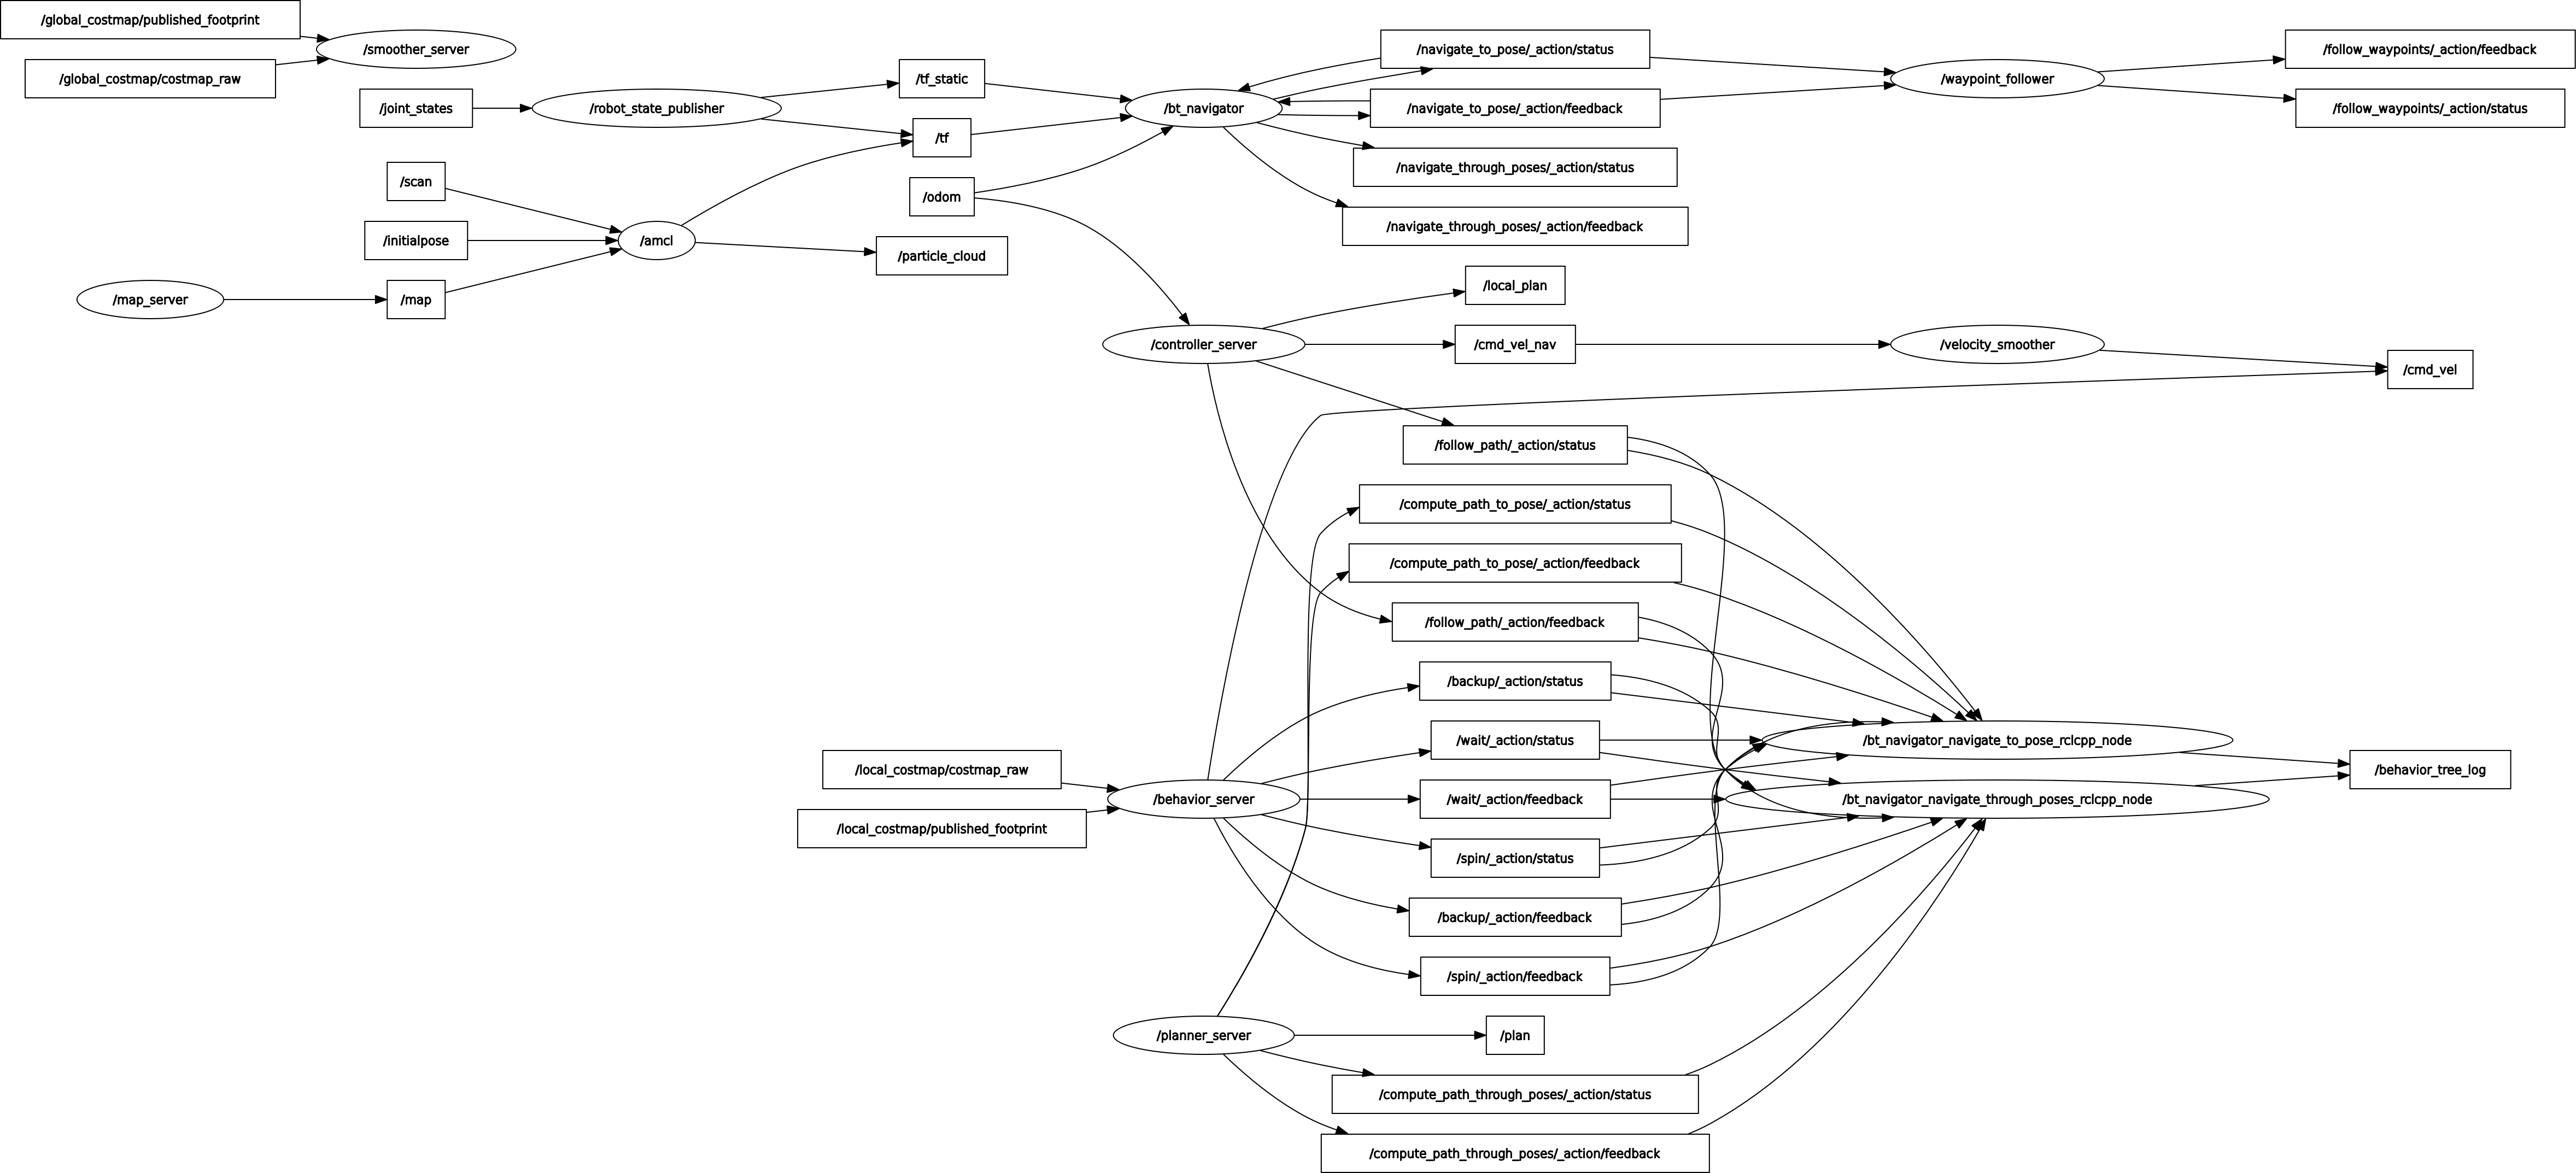 /global_costmap/published_footprint
/smoother_server
/global_costmap/costmap_raw
/joint_states
/robot_state_publisher
/tf_static
/tf
/scan
/initialpose
/amcl
/map_server
/map
/odom
/particle_cloud
/bt_navigator
/navigate_to_pose/_action/status
/navigate_to_pose/_action/feedback
/navigate_through_poses/_action/status
/navigate_through_poses/_action/feedback
/waypoint_follower
/follow_waypoints/_action/feedback
/follow_waypoints/_action/status
/local_plan
/controller_server
/cmd_vel_nav
/velocity_smoother
/cmd_vel
/follow_path/_action/status
/compute_path_to_pose/_action/status
/compute_path_to_pose/_action/feedback
/follow_path/_action/feedback
/backup/_action/status
/wait/_action/status
/bt_navigator_navigate_to_pose_rclcpp_node
/local_costmap/costmap_raw
/behavior_server
/wait/_action/feedback
/bt_navigator_navigate_through_poses_rclcpp_node
/behavior_tree_log
/local_costmap/published_footprint
/spin/_action/status
/backup/_action/feedback
/spin/_action/feedback
/planner_server
/plan
/compute_path_through_poses/_action/status
/compute_path_through_poses/_action/feedback